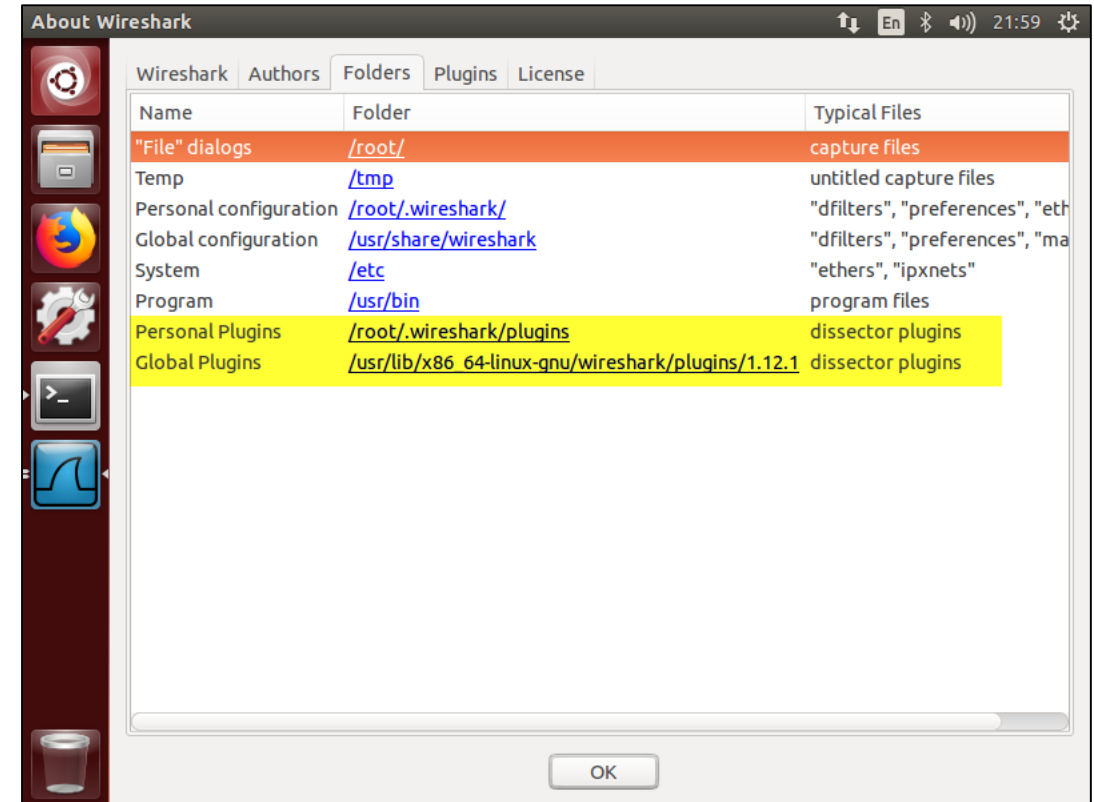 About Wireshark En 21:59
Wireshark Authors Folders Plugins License
Name Folder Typical Files
"File" dialogs /root/ capture files
Temp /tmp untitled capture files
Personal configuration /root/.wireshark/ "dfilters", "preferences", "eth
Global configuration /usr/share/wireshark "dfilters", "preferences", "ma
System /etc "ethers", "ipxnets"
Program /usr/bin program files
Personal Plugins /root/.wireshark/plugins dissector plugins
Global Plugins /usr/lib/x86_64-linux-gnu/wireshark/plugins/1.12.1 dissector plugins
>_
OK